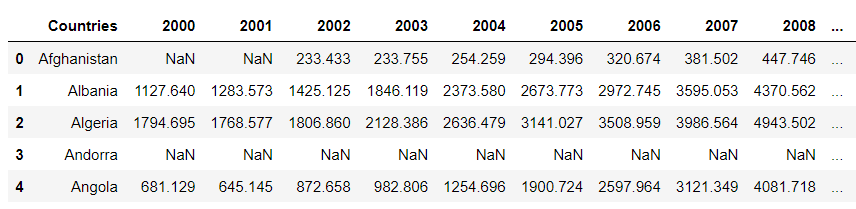 Countries 2000 2001 2002 2003 2004 2005 2006 2007 2008 ...
0 Afghanistan NaN NaN 233.433 233.755 254.259 294.396 320.674 381.502 447.746 ...
1 Albania 1127.640 1283.573 1425.125 1846.119 2373.580 2673.773 2972.745 3595.053 4370.562 ...
2 Algeria 1794.695 1768.577 1806.860 2128.386 2636.479 3141.027 3508.959 3986.564 4943.502 ...
3 Andorra NaN NaN NaN NaN NaN NaN NaN NaN NaN ...
4 Angola 681.129 645.145 872.658 982.806 1254.696 1900.724 2597.964 3121.349 4081.718 ...